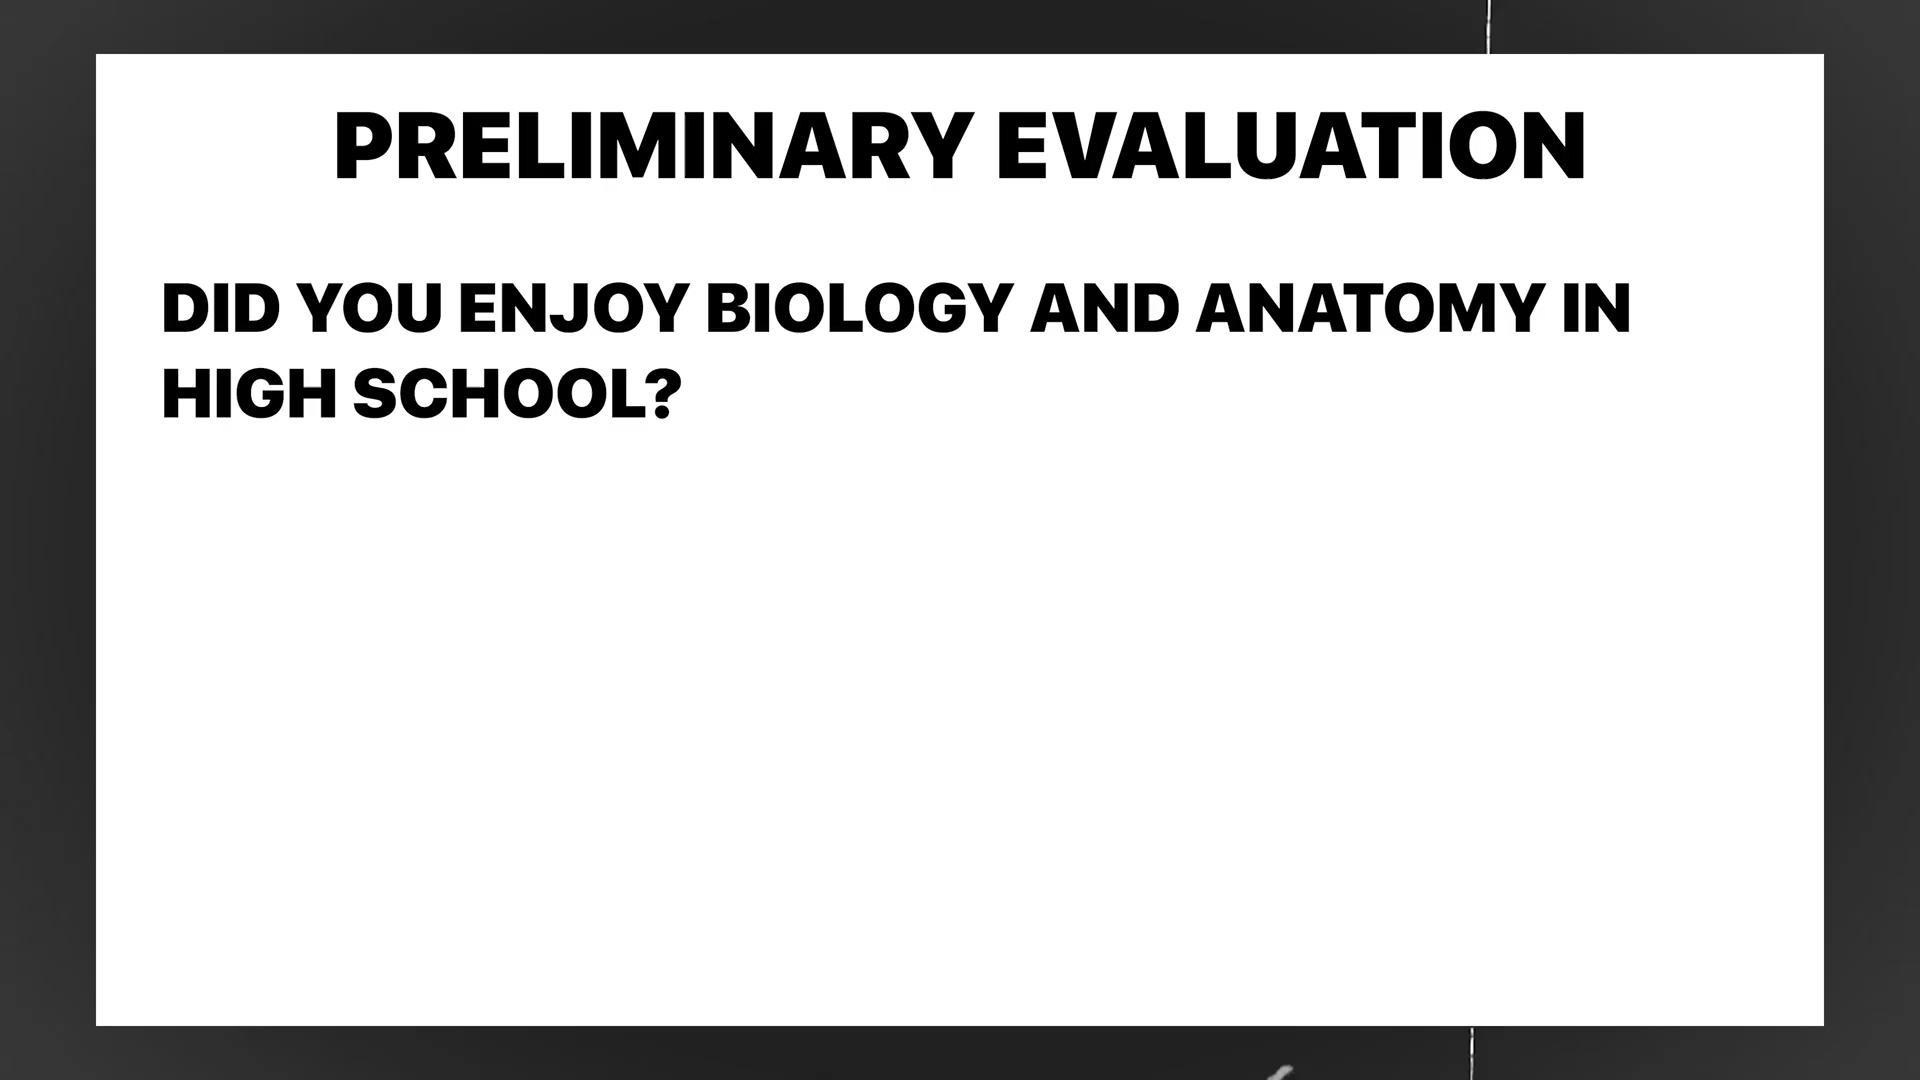 PRELIMINARY EVALUATION
DID YOU ENJOY BIOLOGY AND ANATOMY IN
HIGH SCHOOL?